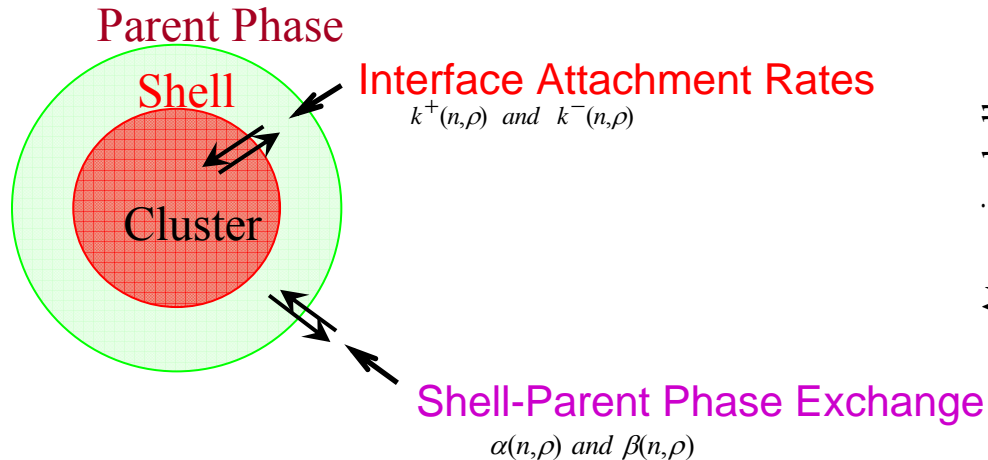 Parent Phase
Shell
Interface Attachment Rates
k⁺(n,ρ) and k⁻(n,ρ)
Cluster
Shell-Parent Phase Exchange
α(n,ρ) and β(n,ρ)